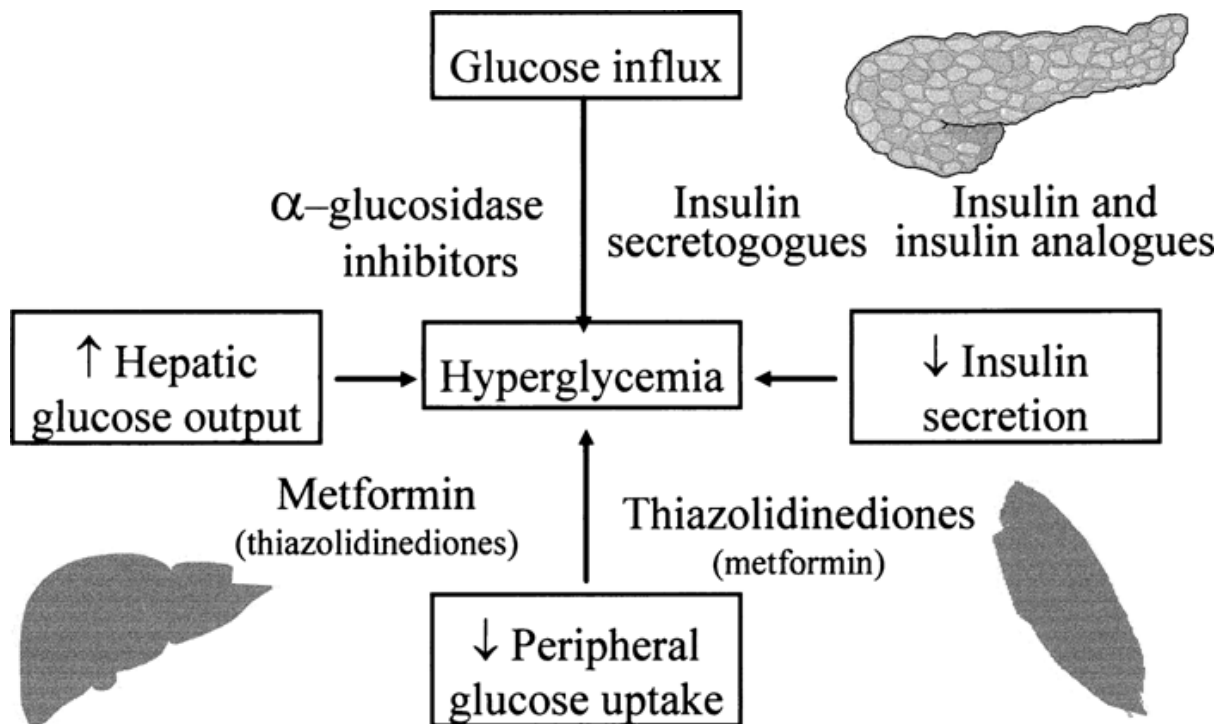 Glucose influx
α–glucosidase
inhibitors
Insulin
secretogogues
Insulin and
insulin analogues
↑ Hepatic
glucose output
Hyperglycemia
↓ Insulin
secretion
Metformin
(thiazolidinediones)
Thiazolidinediones
(metformin)
↓ Peripheral
glucose uptake